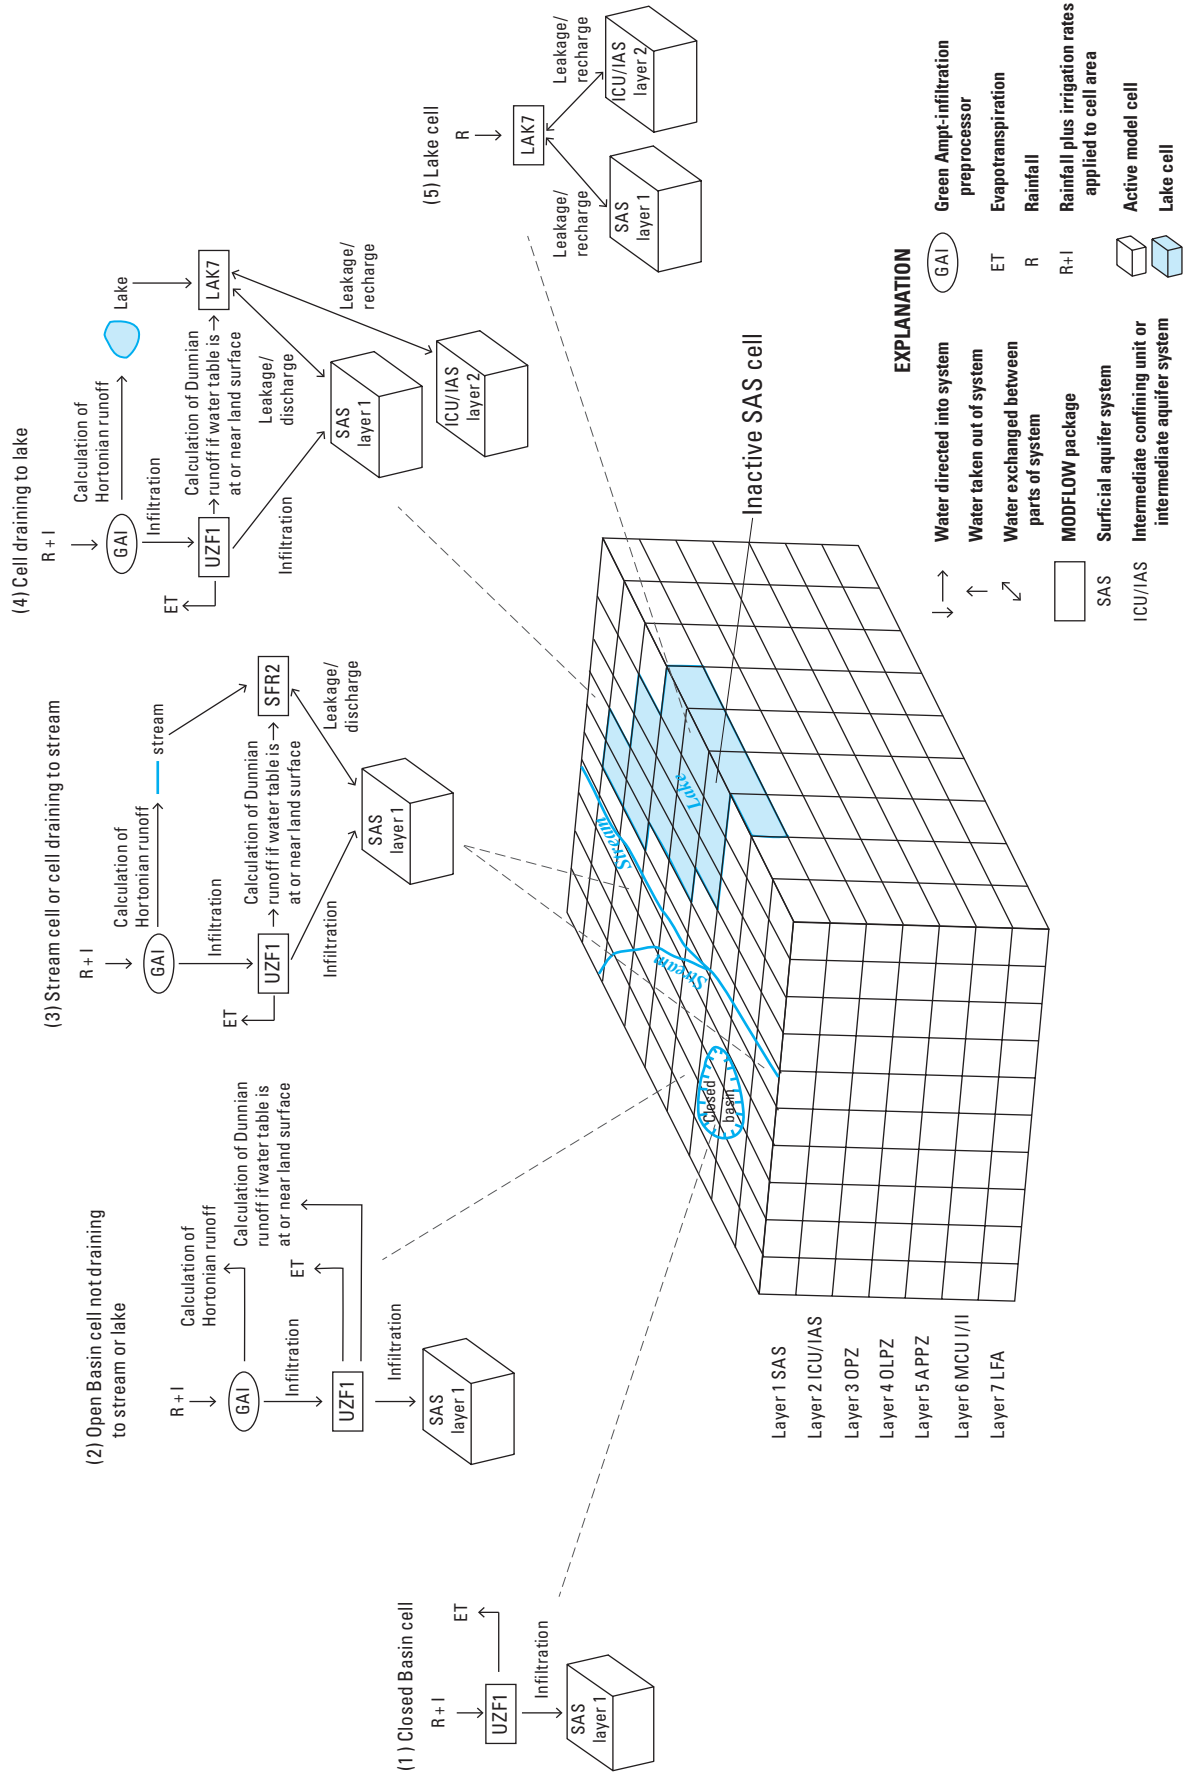 (1) Closed Basin cell
R + I
UZF1
ET
Infiltration
SAS
layer 1
(2) Open Basin cell not draining
to stream or lake
R + I
GAI
Calculation of
Hortonian runoff
Infiltration
UZF1
ET
Calculation of Dunnian
runoff if water table is
at or near land surface
Infiltration
SAS
layer 1
(3) Stream cell or cell draining to stream
R + I
GAI
Calculation of
Hortonian runoff
stream
Infiltration
ET
UZF1
Calculation of Dunnian
runoff if water table is
at or near land surface
SFR2
Infiltration
Leakage/
discharge
SAS
layer 1
(4) Cell draining to lake
R + I
GAI
Calculation of
Hortonian runoff
Lake
Infiltration
ET
UZF1
Calculation of Dunnian
runoff if water table is
at or near land surface
LAK7
Infiltration
Leakage/
discharge
Leakage/
recharge
SAS
layer 1
ICU/IAS
layer 2
(5) Lake cell
R
LAK7
Leakage/
recharge
Leakage/
recharge
SAS
layer 1
ICU/IAS
layer 2
Closed
basin
Stream
Stream
Lake
Inactive SAS cell
Layer 1 SAS
Layer 2 ICU/IAS
Layer 3 OPZ
Layer 4 OLPZ
Layer 5 APPZ
Layer 6 MCU I/II
Layer 7 LFA
EXPLANATION
Water directed into system
Water taken out of system
Water exchanged between
parts of system
MODFLOW package
SAS
Surficial aquifer system
ICU/IAS
Intermediate confining unit or
intermediate aquifer system
GAI
Green Ampt-infiltration
preprocessor
ET
Evapotranspiration
R
Rainfall
R+I
Rainfall plus irrigation rates
applied to cell area
Active model cell
Lake cell